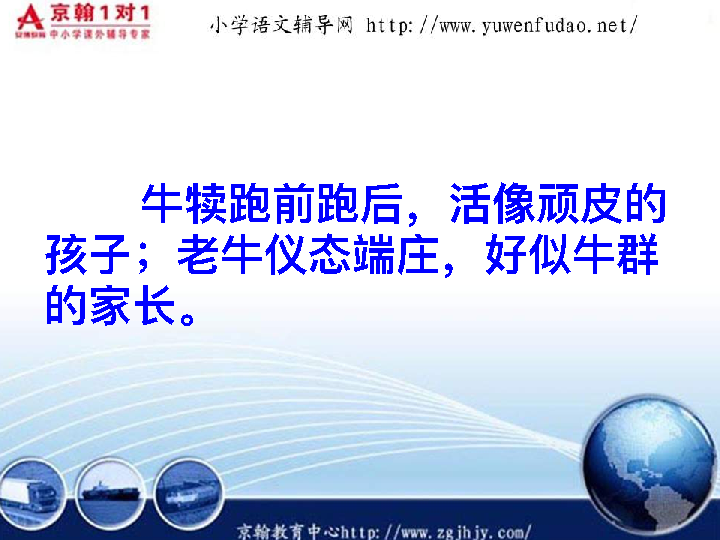 京翰1对1
中小学课外辅导专家
小学语文辅导网 http://www.yuwenfudao.net/
牛犊跑前跑后，活像顽皮的
孩子；老牛仪态端庄，好似牛群
的家长。
京翰教育中心http://www.zgjhjy.com/